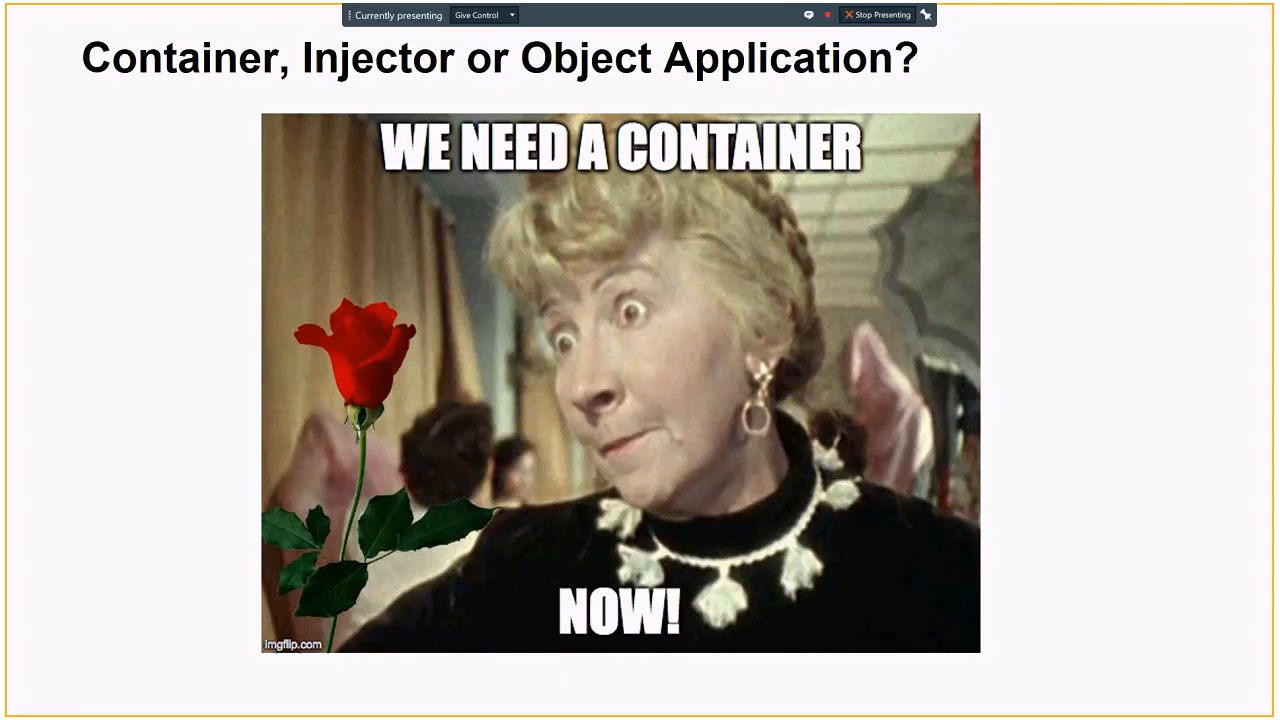 Currently presenting Give Control Stop Presenting
Container, Injector or Object Application?
WE NEED A CONTAINER
NOW!
imgflip.com